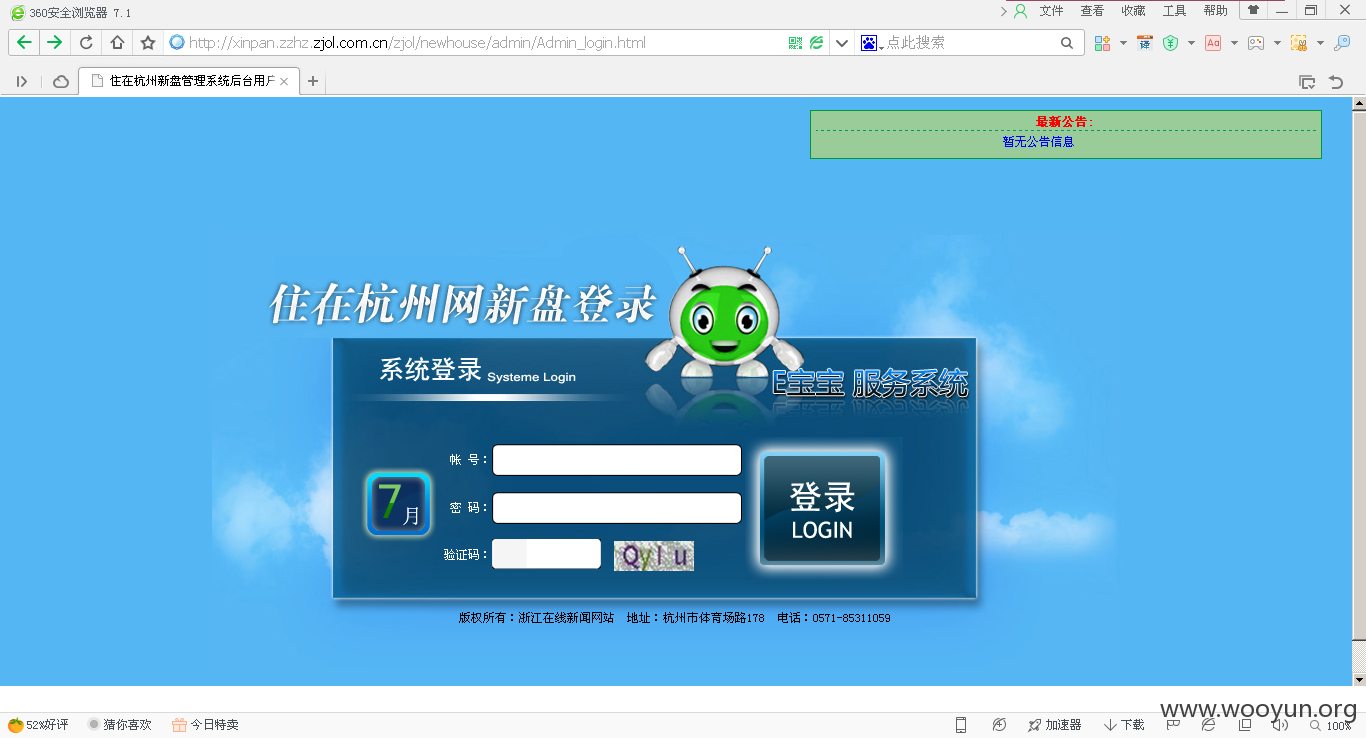 360安全浏览器 7.1
文件 查看 收藏 工具 帮助
http://xinpan.zzhz.zjol.com.cn/zjol/newhouse/admin/Admin_login.html
点此搜索
译
Aa
住在杭州新盘管理系统后台用户
最新公告:
暂无公告信息
住在杭州网新盘登录
系统登录 Systeme Login
E宝宝 服务系统
帐 号：
密 码：
7月
登录
LOGIN
验证码：
Qylu
版权所有：浙江在线新闻网站 地址：杭州市体育场路178 电话：0571-85311059
www.wooyun.org
52%好评 猜你喜欢 今日特卖 加速器 下载 100%